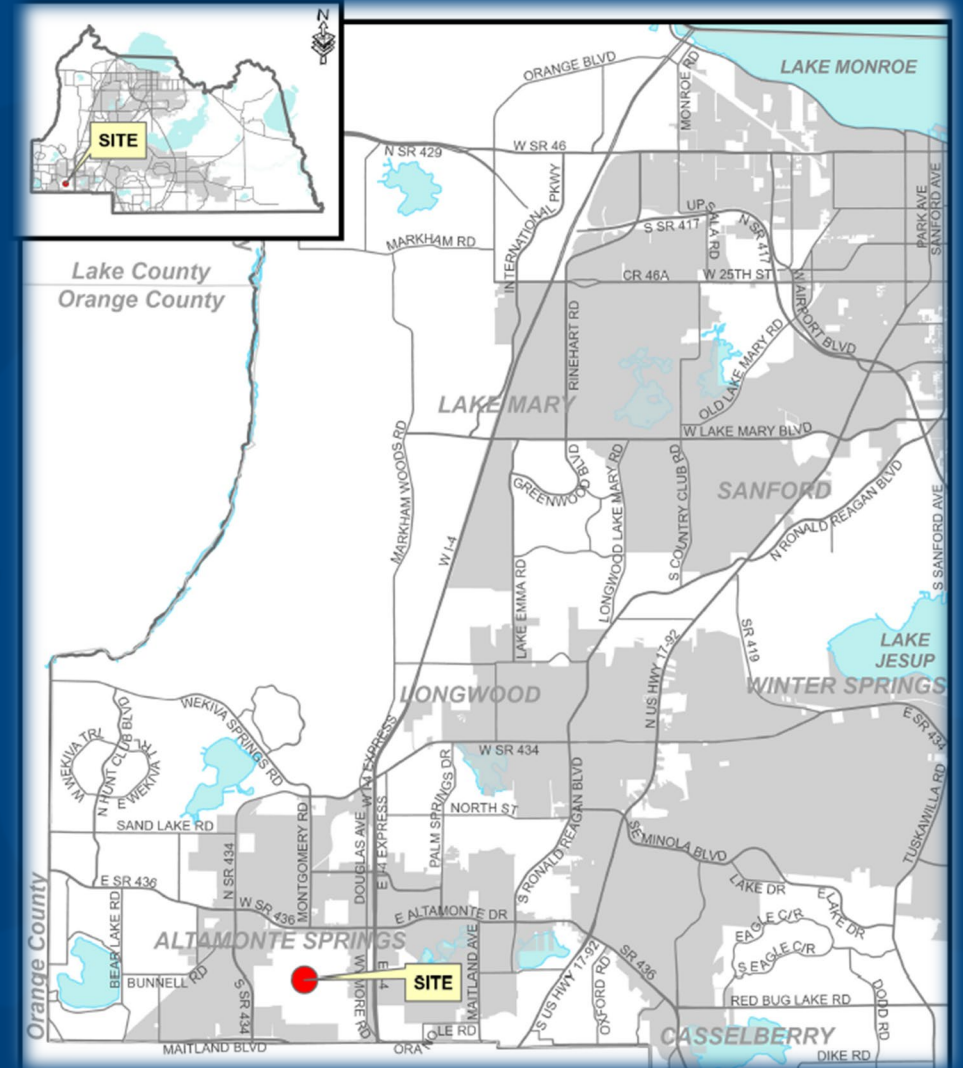 N
SITE
LAKE MONROE
ORANGE BLVD
MONROE RD
N SR 429
W SR 46
INTERNATIONAL PKWY
UPSALA RD
N SR 417
S SR 417
PARK AVE
SANFORD AVE
MARKHAM RD
Lake County
Orange County
CR 46A
W 25TH ST
N AIRPORT BLVD
RINEHART RD
OLD LAKE MARY RD
LAKE MARY
W LAKE MARY BLVD
MARKHAM WOODS RD
GREENWOOD BLVD
LONGWOOD LAKE MARY RD
S COUNTRY CLUB RD
SANFORD
N RONALD REAGAN BLVD
S SANFORD AVE
W I-4
LAKE EMMA RD
SR 419
N US HWY 17-92
LAKE
JESUP
WINTER SPRINGS
LONGWOOD
E SR 434
WEKIVA SPRINGS RD
W WEKIVA TRL
N HUNT CLUB BLVD
E WEKIVA TRL
W I-4 EXPRESS
W SR 434
PALM SPRINGS DR
NORTH ST
S RONALD REAGAN BLVD
TUSKAWILLA RD
SAND LAKE RD
N SR 434
MONTGOMERY RD
DOUGLAS AVE
E I-4 EXPRESS
SEMINOLA BLVD
E SR 436
W SR 436
E ALTAMONTE DR
LAKE DR
E LAKE DR
Orange County
BEAR LAKE RD
ALTAMONTE SPRINGS
MAITLAND AVE
EAGLE C/R
S EAGLE C/R
BUNNELL RD
S SR 434
WYMORE RD
E I-4
SITE
S US HWY 17-92
OXFORD RD
SR 436
RED BUG LAKE RD
DODD RD
LE RD
CASSELBERRY
MAITLAND BLVD
ORA
NO
DIKE RD